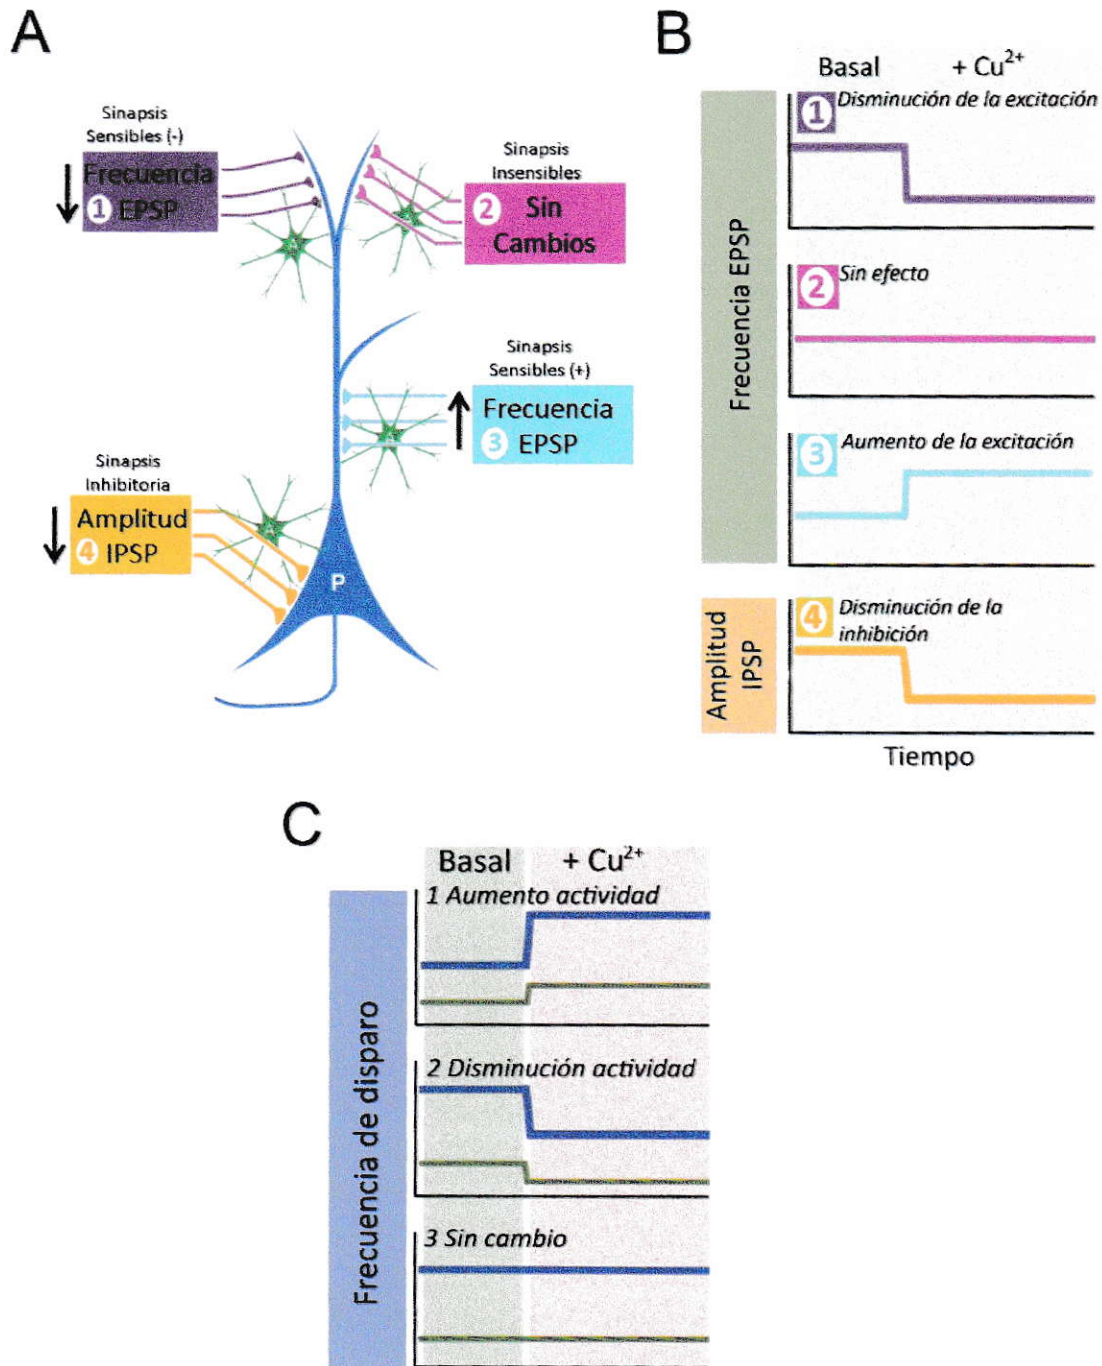 A
Sinapsis
Sensibles (-)
Frecuencia
1 EPSP
Sinapsis
Insensibles
2 Sin
Cambios
Sinapsis
Sensibles (+)
Frecuencia
3 EPSP
Sinapsis
Inhibitoria
Amplitud
4 IPSP
P
B
Basal + Cu²⁺
1 Disminución de la excitación
2 Sin efecto
3 Aumento de la excitación
Frecuencia EPSP
4 Disminución de la
inhibición
Amplitud
IPSP
Tiempo
C
Basal + Cu²⁺
1 Aumento actividad
2 Disminución actividad
3 Sin cambio
Frecuencia de disparo